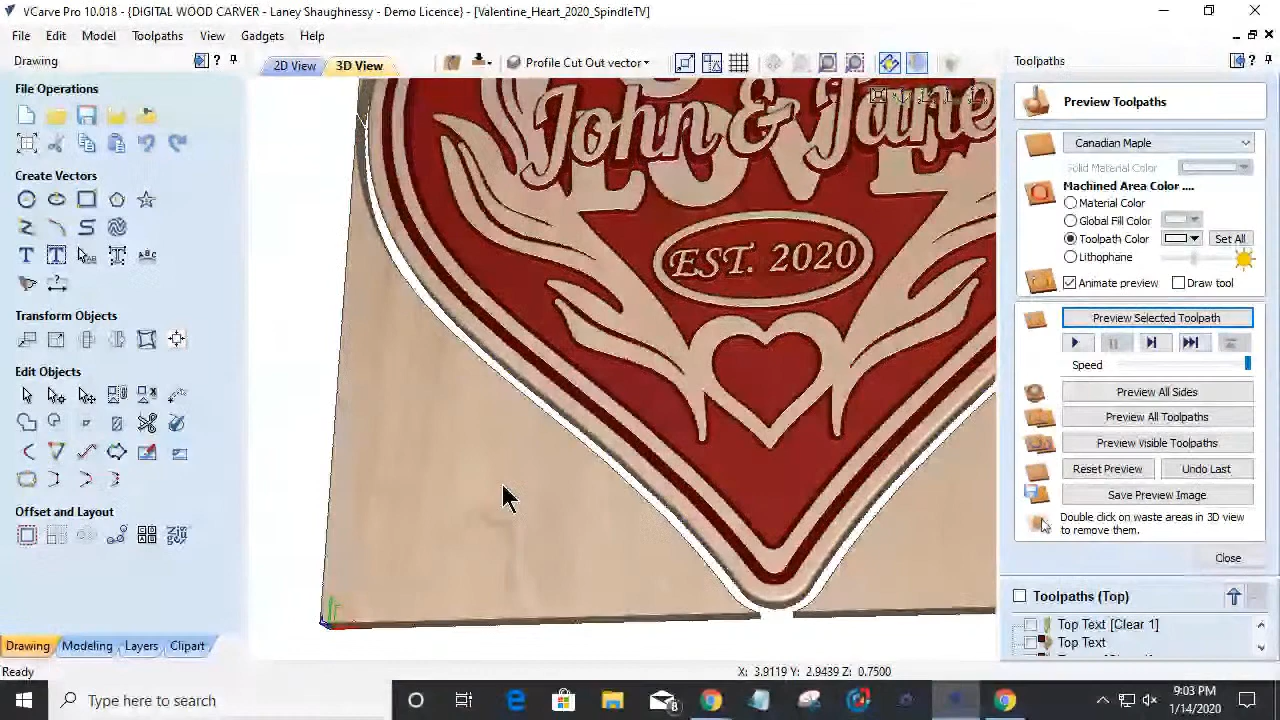 VCarve Pro 10.018 - {DIGITAL WOOD CARVER - Laney Shaughnessy - Demo Licence} - [Valentine_Heart_2020_SpindleTV]
File Edit Model Toolpaths View Gadgets Help
Drawing
2D View 3D View
Profile Cut Out vector
Toolpaths
File Operations
Create Vectors
Transform Objects
Edit Objects
Offset and Layout
Drawing Modeling Layers Clipart
John & Jane
LOVE
EST. 2020
Preview Toolpaths
Canadian Maple
Solid Material Color
Machined Area Color ....
Material Color
Global Fill Color
Toolpath Color Set All
Lithophane
Animate preview Draw tool
Preview Selected Toolpath
Speed
Preview All Sides
Preview All Toolpaths
Preview Visible Toolpaths
Reset Preview Undo Last
Save Preview Image
Double click on waste areas in 3D view
to remove them.
Close
Toolpaths (Top)
Top Text [Clear 1]
Top Text
Ready
X: 3.9119 Y: 2.9439 Z: 0.7500
Type here to search
8
9:03 PM
1/14/2020